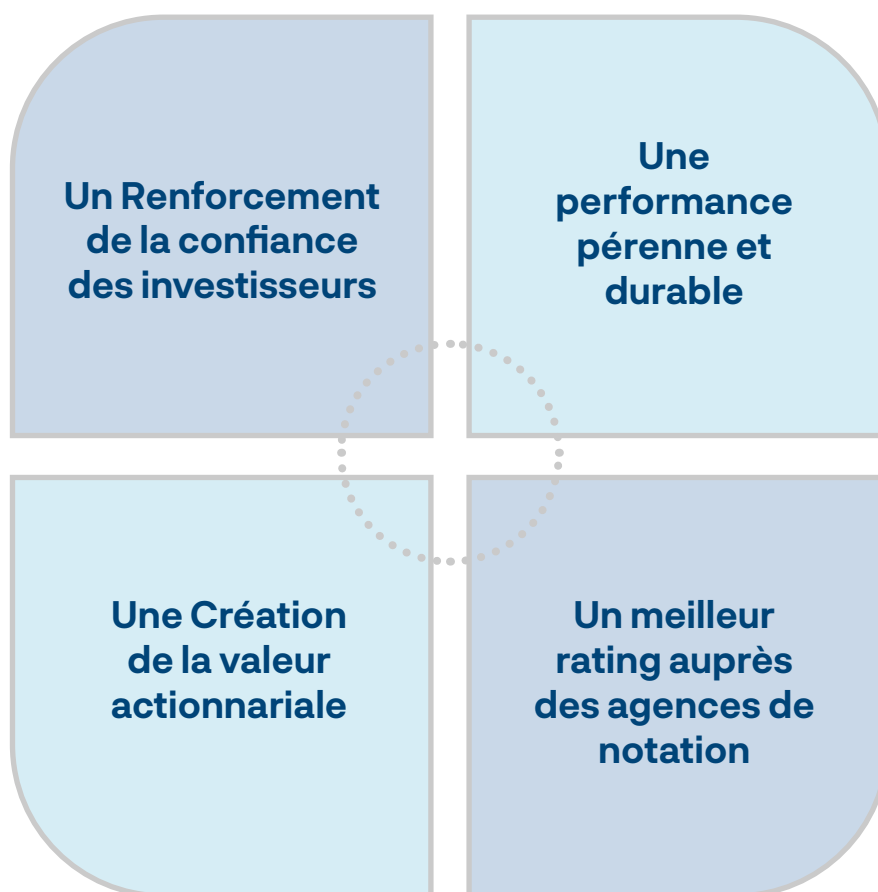 Un Renforcement
de la confiance
des investisseurs
Une
performance
pérenne et
durable
Une Création
de la valeur
actionnariale
Un meilleur
rating auprès
des agences de
notation